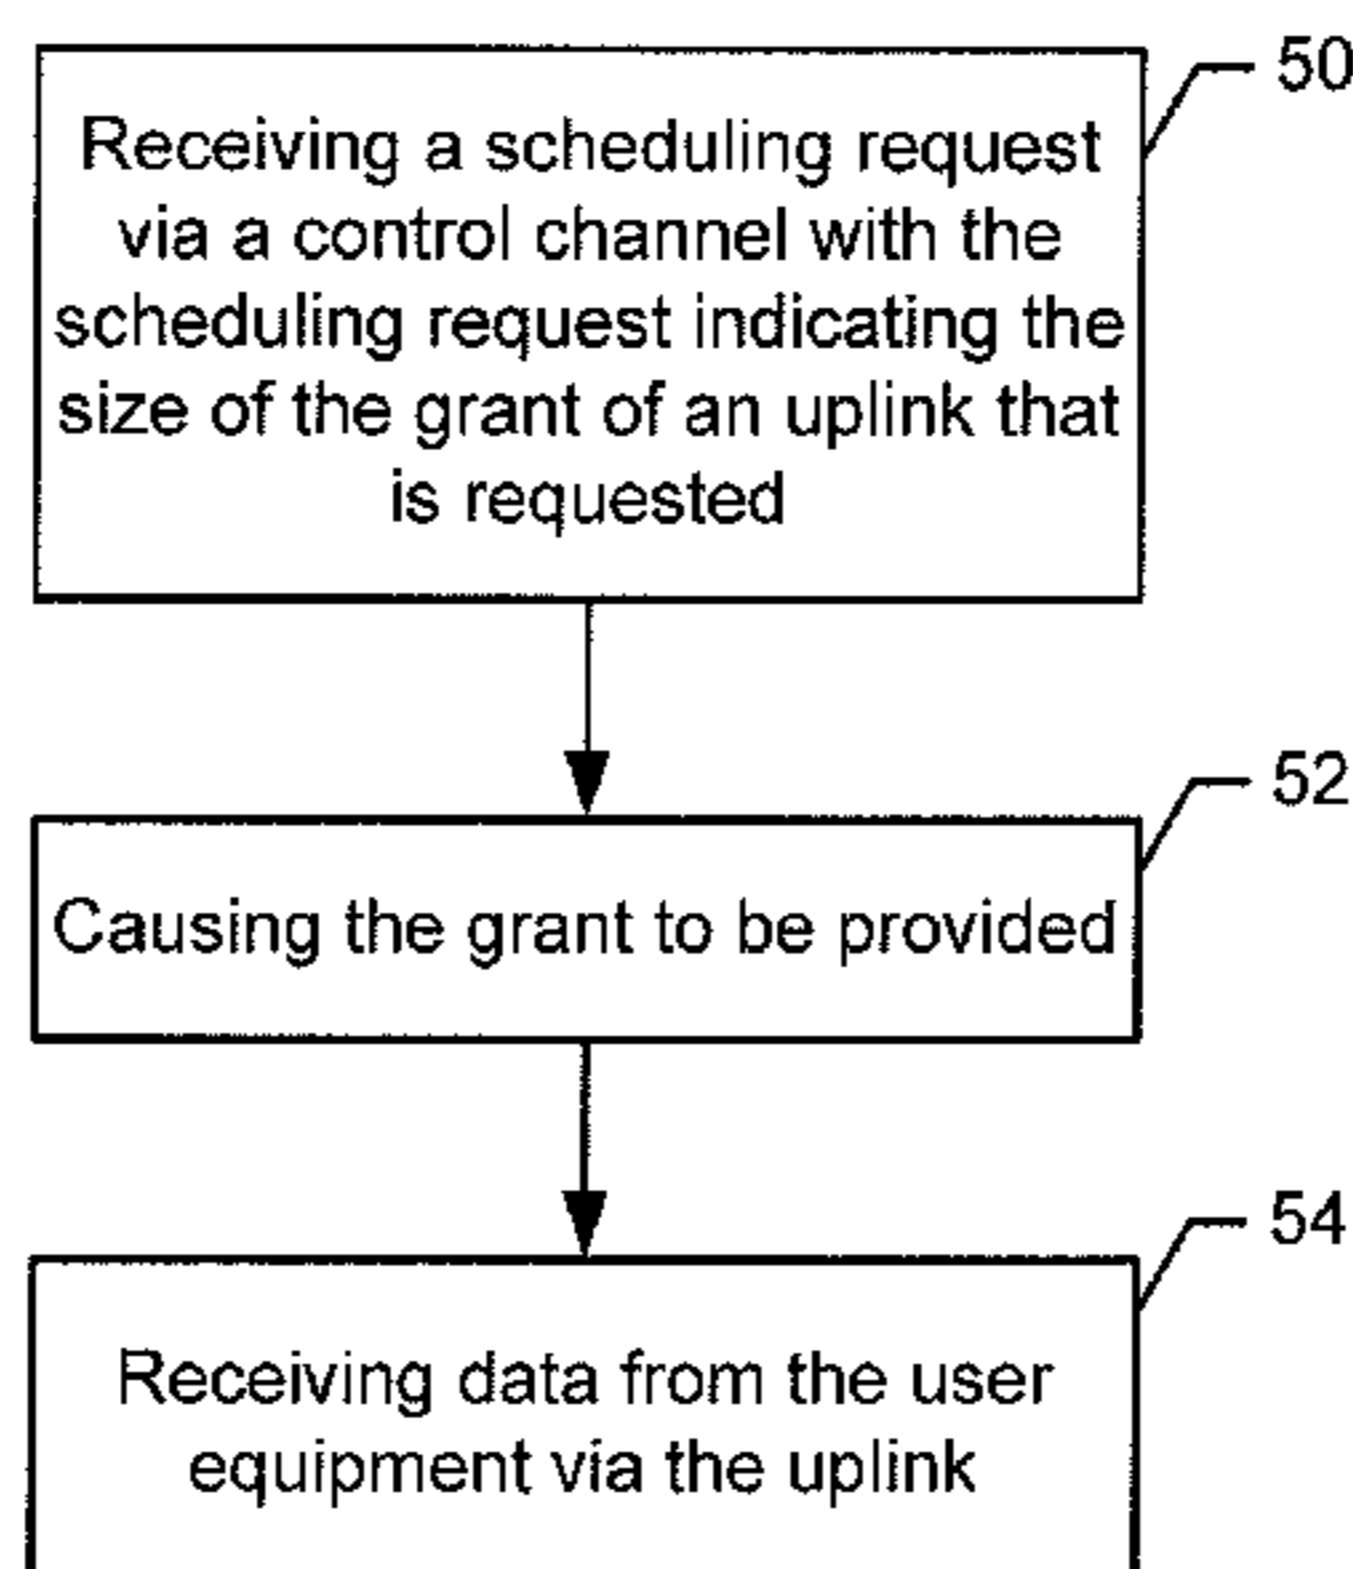 50
Receiving a scheduling request
via a control channel with the
scheduling request indicating the
size of the grant of an uplink that
is requested
52
Causing the grant to be provided
54
Receiving data from the user
equipment via the uplink